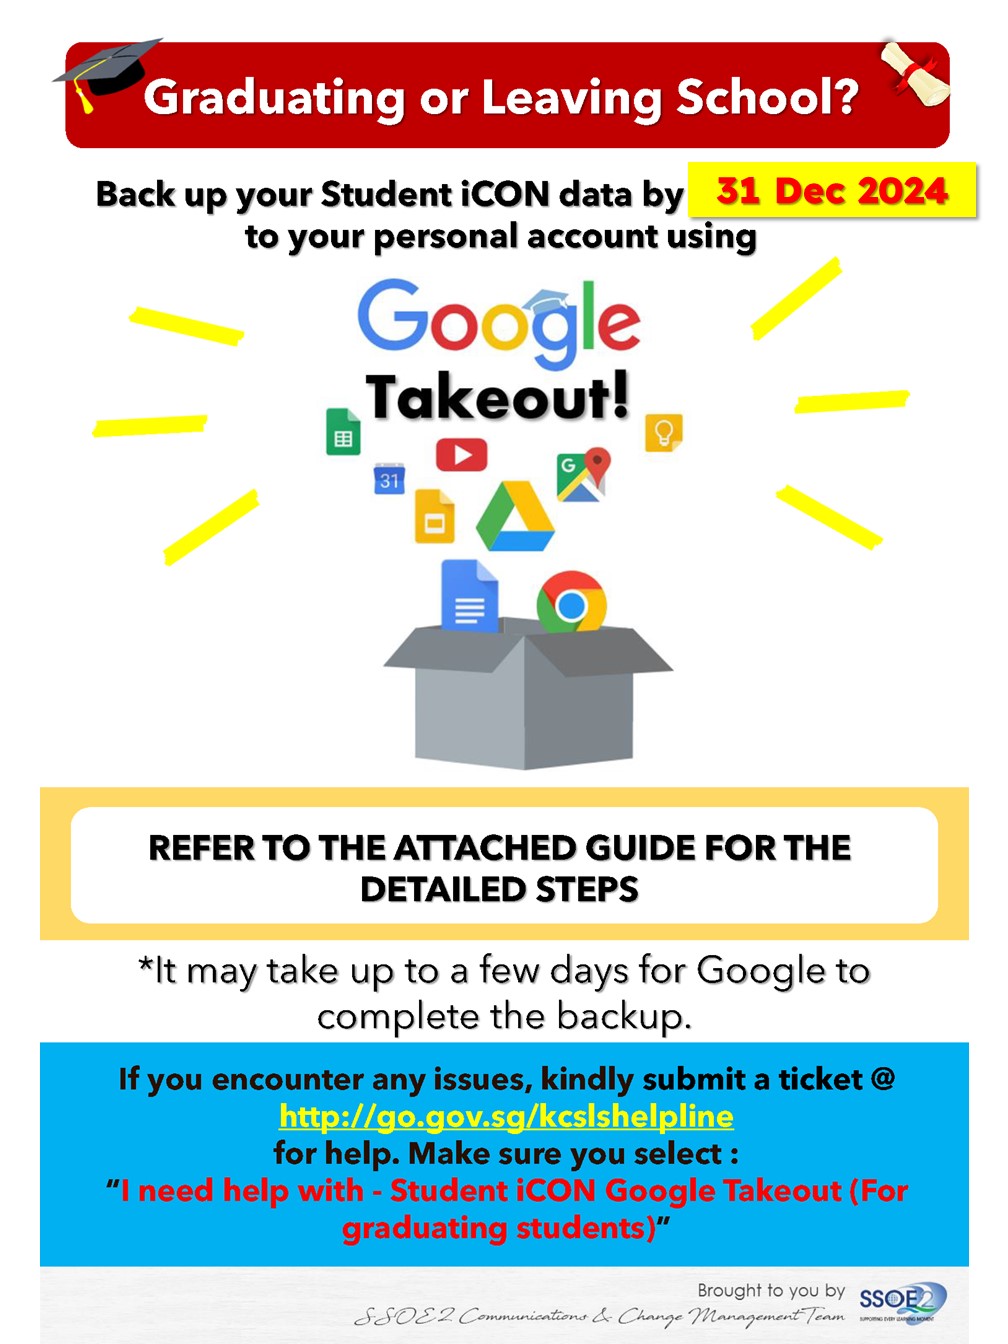 Graduating or Leaving School?
Back up your Student iCON data by 31 Dec 2024
to your personal account using
Google
Takeout!
31
G
REFER TO THE ATTACHED GUIDE FOR THE
DETAILED STEPS
*It may take up to a few days for Google to
complete the backup.
If you encounter any issues, kindly submit a ticket @
http://go.gov.sg/kcslshelpline
for help. Make sure you select :
“I need help with - Student iCON Google Takeout (For
graduating students)”
Brought to you by
SSOE2 Communications & Change Management Team
SSOE2
SUPPORTING EVERY LEARNING MOMENT